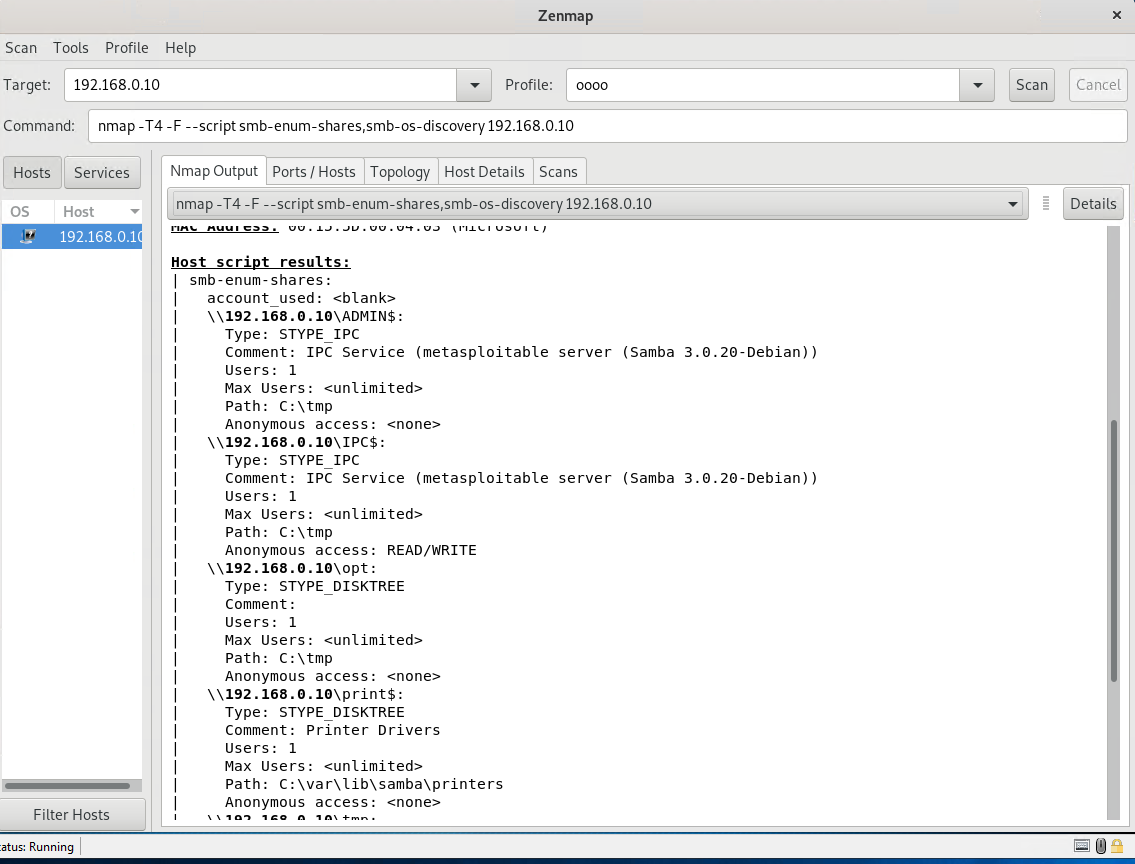 Zenmap
Scan Tools Profile Help
Target: 192.168.0.10 Profile: oooo Scan Cancel
Command: nmap -T4 -F --script smb-enum-shares,smb-os-discovery 192.168.0.10
Hosts Services
Nmap Output Ports / Hosts Topology Host Details Scans
OS Host
192.168.0.10
nmap -T4 -F --script smb-enum-shares,smb-os-discovery 192.168.0.10 Details
MAC Address: 00:15:5D:00:04:03 (Microsoft)
Host script results:
| smb-enum-shares:
|   account_used: <blank>
|   \\192.168.0.10\ADMIN$:
|     Type: STYPE_IPC
|     Comment: IPC Service (metasploitable server (Samba 3.0.20-Debian))
|     Users: 1
|     Max Users: <unlimited>
|     Path: C:\tmp
|     Anonymous access: <none>
|   \\192.168.0.10\IPC$:
|     Type: STYPE_IPC
|     Comment: IPC Service (metasploitable server (Samba 3.0.20-Debian))
|     Users: 1
|     Max Users: <unlimited>
|     Path: C:\tmp
|     Anonymous access: READ/WRITE
|   \\192.168.0.10\opt:
|     Type: STYPE_DISKTREE
|     Comment:
|     Users: 1
|     Max Users: <unlimited>
|     Path: C:\tmp
|     Anonymous access: <none>
|   \\192.168.0.10\print$:
|     Type: STYPE_DISKTREE
|     Comment: Printer Drivers
|     Users: 1
|     Max Users: <unlimited>
|     Path: C:\var\lib\samba\printers
|     Anonymous access: <none>
|   \\192.168.0.10\tmp:
Filter Hosts
atus: Running